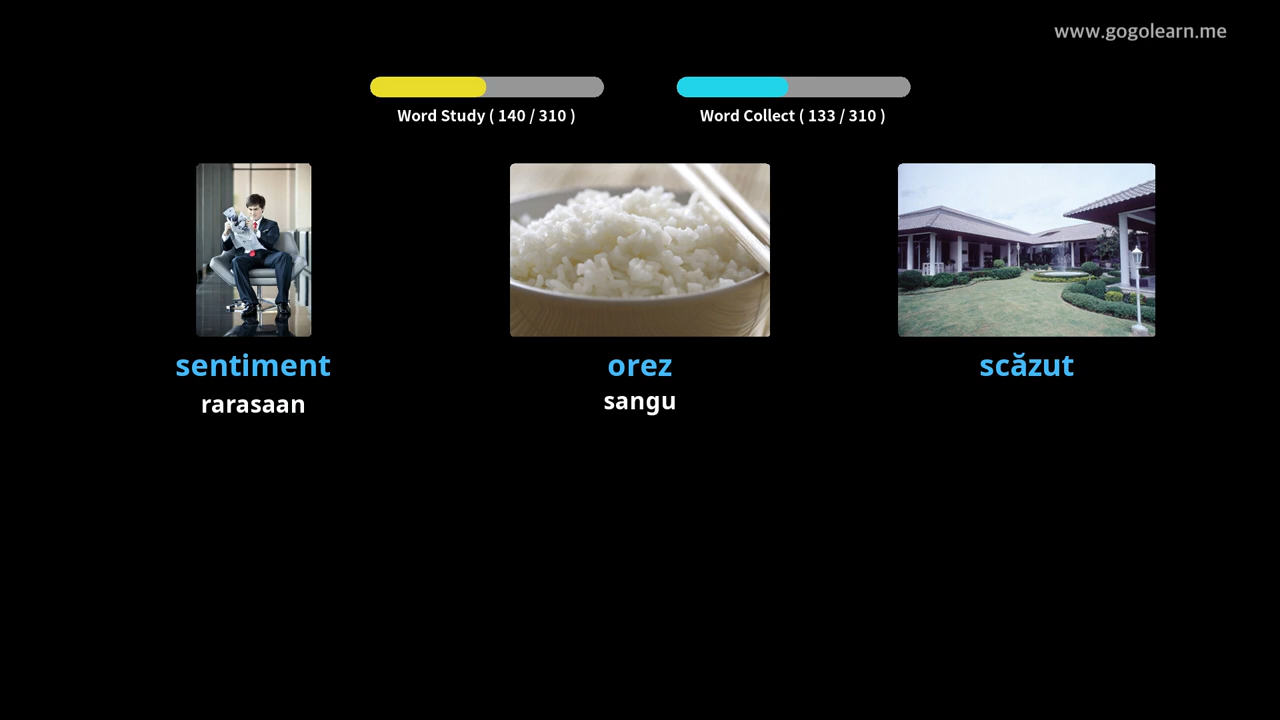 www.gogolearn.me
Word Study ( 140 / 310 )
Word Collect ( 133 / 310 )
sentiment
rarasaan
orez
sangu
scăzut